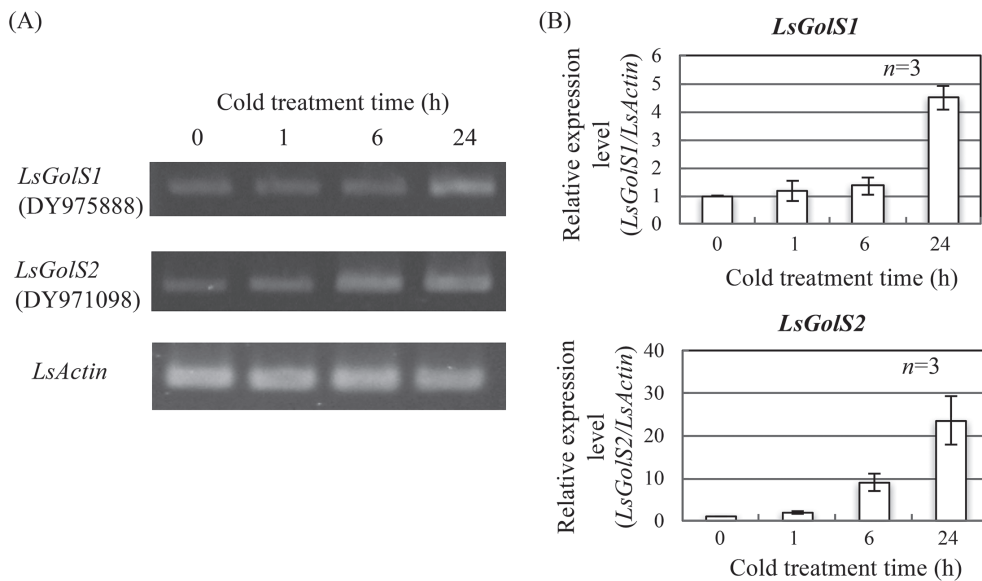 (A)
Cold treatment time (h)
0 1 6 24
LsGolS1
(DY975888)
LsGolS2
(DY971098)
LsActin
(B)
LsGolS1
n=3
Relative expression
level
(LsGolS1/LsActin)
6
5
4
3
2
1
0
0 1 6 24
Cold treatment time (h)
LsGolS2
n=3
Relative expression
level
(LsGolS2/LsActin)
40
30
20
10
0
0 1 6 24
Cold treatment time (h)